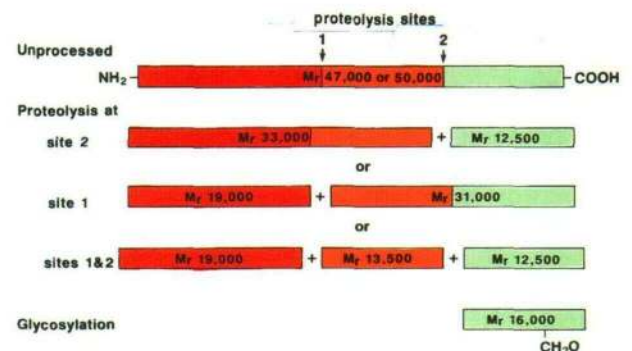 proteolysis sites
1 2
Unprocessed
NH₂ Mr 47,000 or 50,000 COOH
Proteolysis at
site 2 Mr 33,000 + Mr 12,500
or
site 1 Mr 19,000 + Mr 31,000
or
sites 1&2 Mr 19,000 + Mr 13,500 + Mr 12,500
Glycosylation Mr 16,000
CH₂O